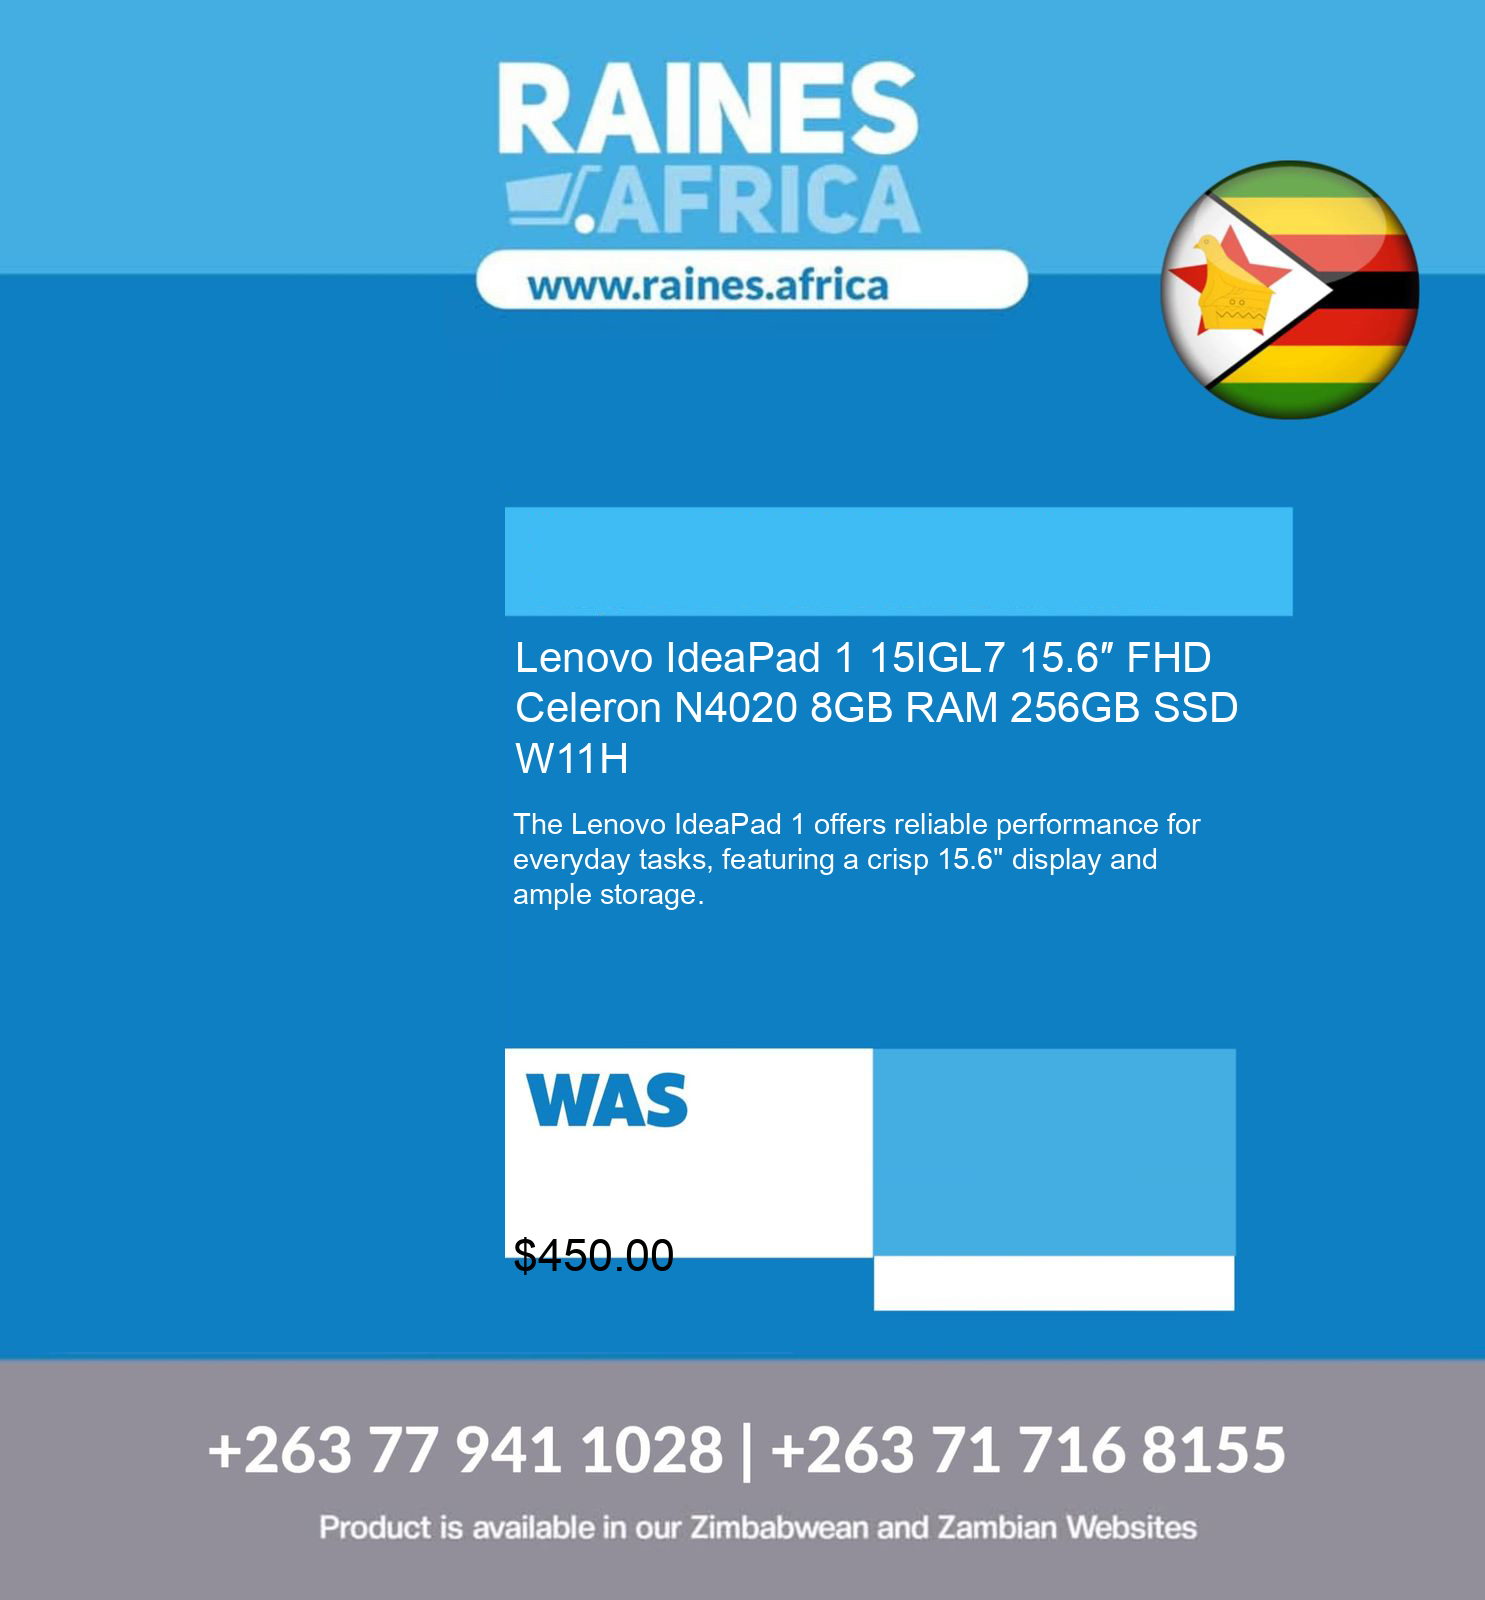 RAINES
.AFRICA
www.raines.africa
Lenovo IdeaPad 1 15IGL7 15.6″ FHD
Celeron N4020 8GB RAM 256GB SSD
W11H
The Lenovo IdeaPad 1 offers reliable performance for
everyday tasks, featuring a crisp 15.6" display and
ample storage.
WAS
$450.00
+263 77 941 1028 | +263 71 716 8155
Product is available in our Zimbabwean and Zambian Websites